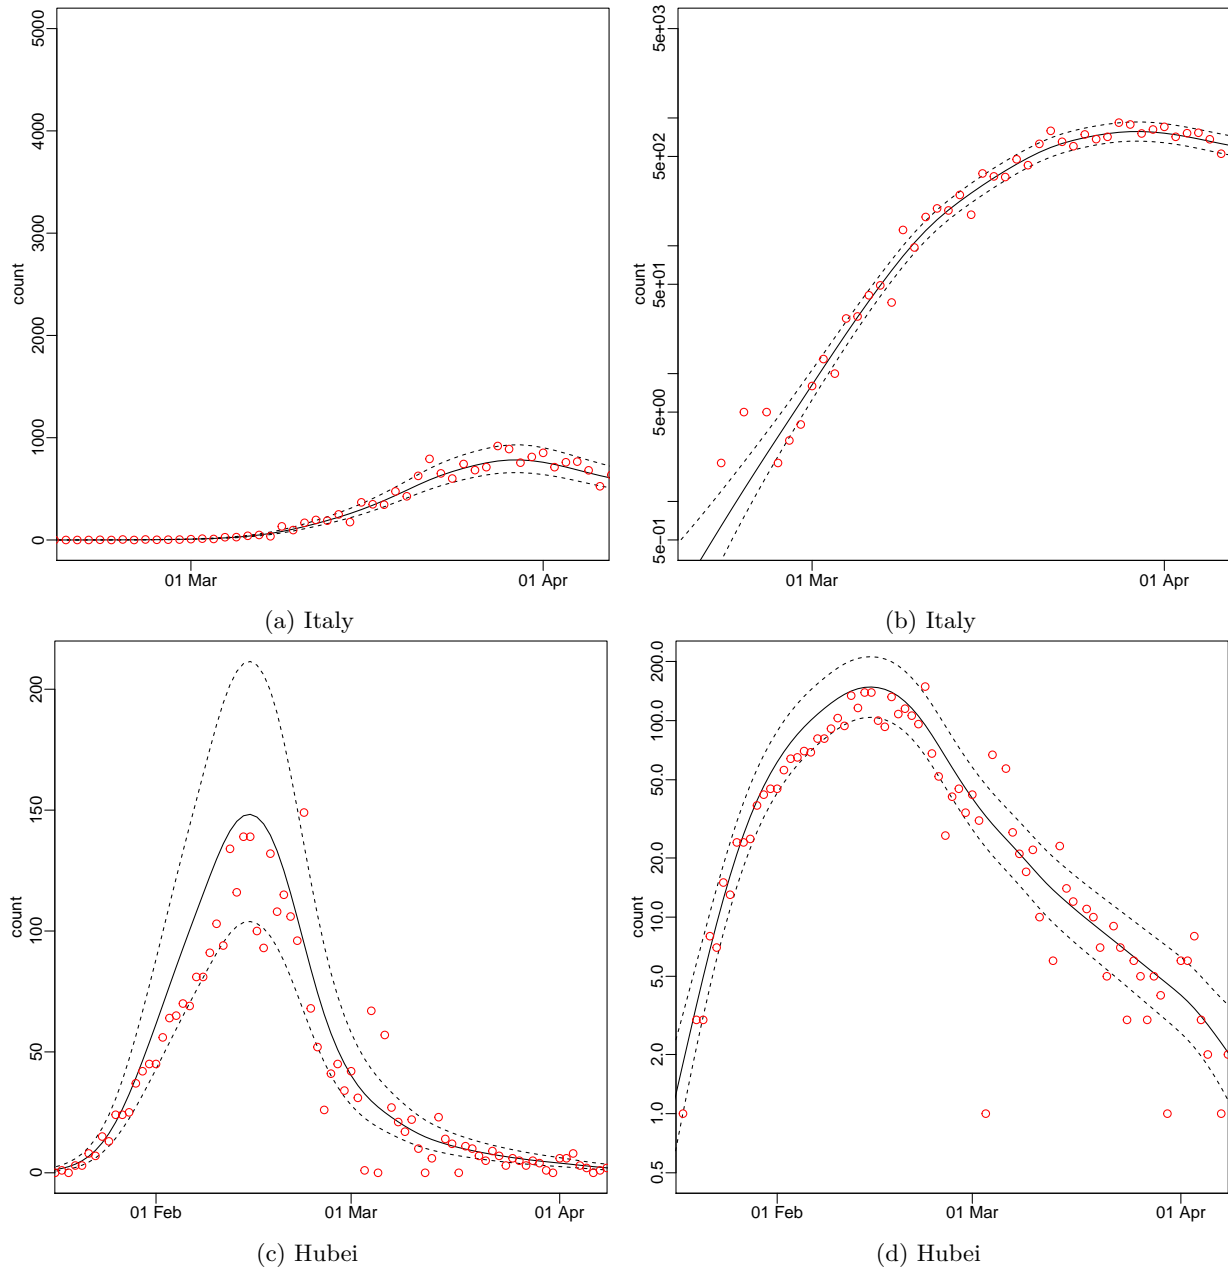 5000
4000
3000
2000
1000
0
count
01 Mar
01 Apr
(a) Italy
5e+03
5e+02
5e+01
5e+00
5e−01
count
01 Mar
01 Apr
(b) Italy
200
150
100
50
0
count
01 Feb
01 Mar
01 Apr
(c) Hubei
200.0
100.0
50.0
20.0
10.0
5.0
2.0
1.0
0.5
count
01 Feb
01 Mar
01 Apr
(d) Hubei